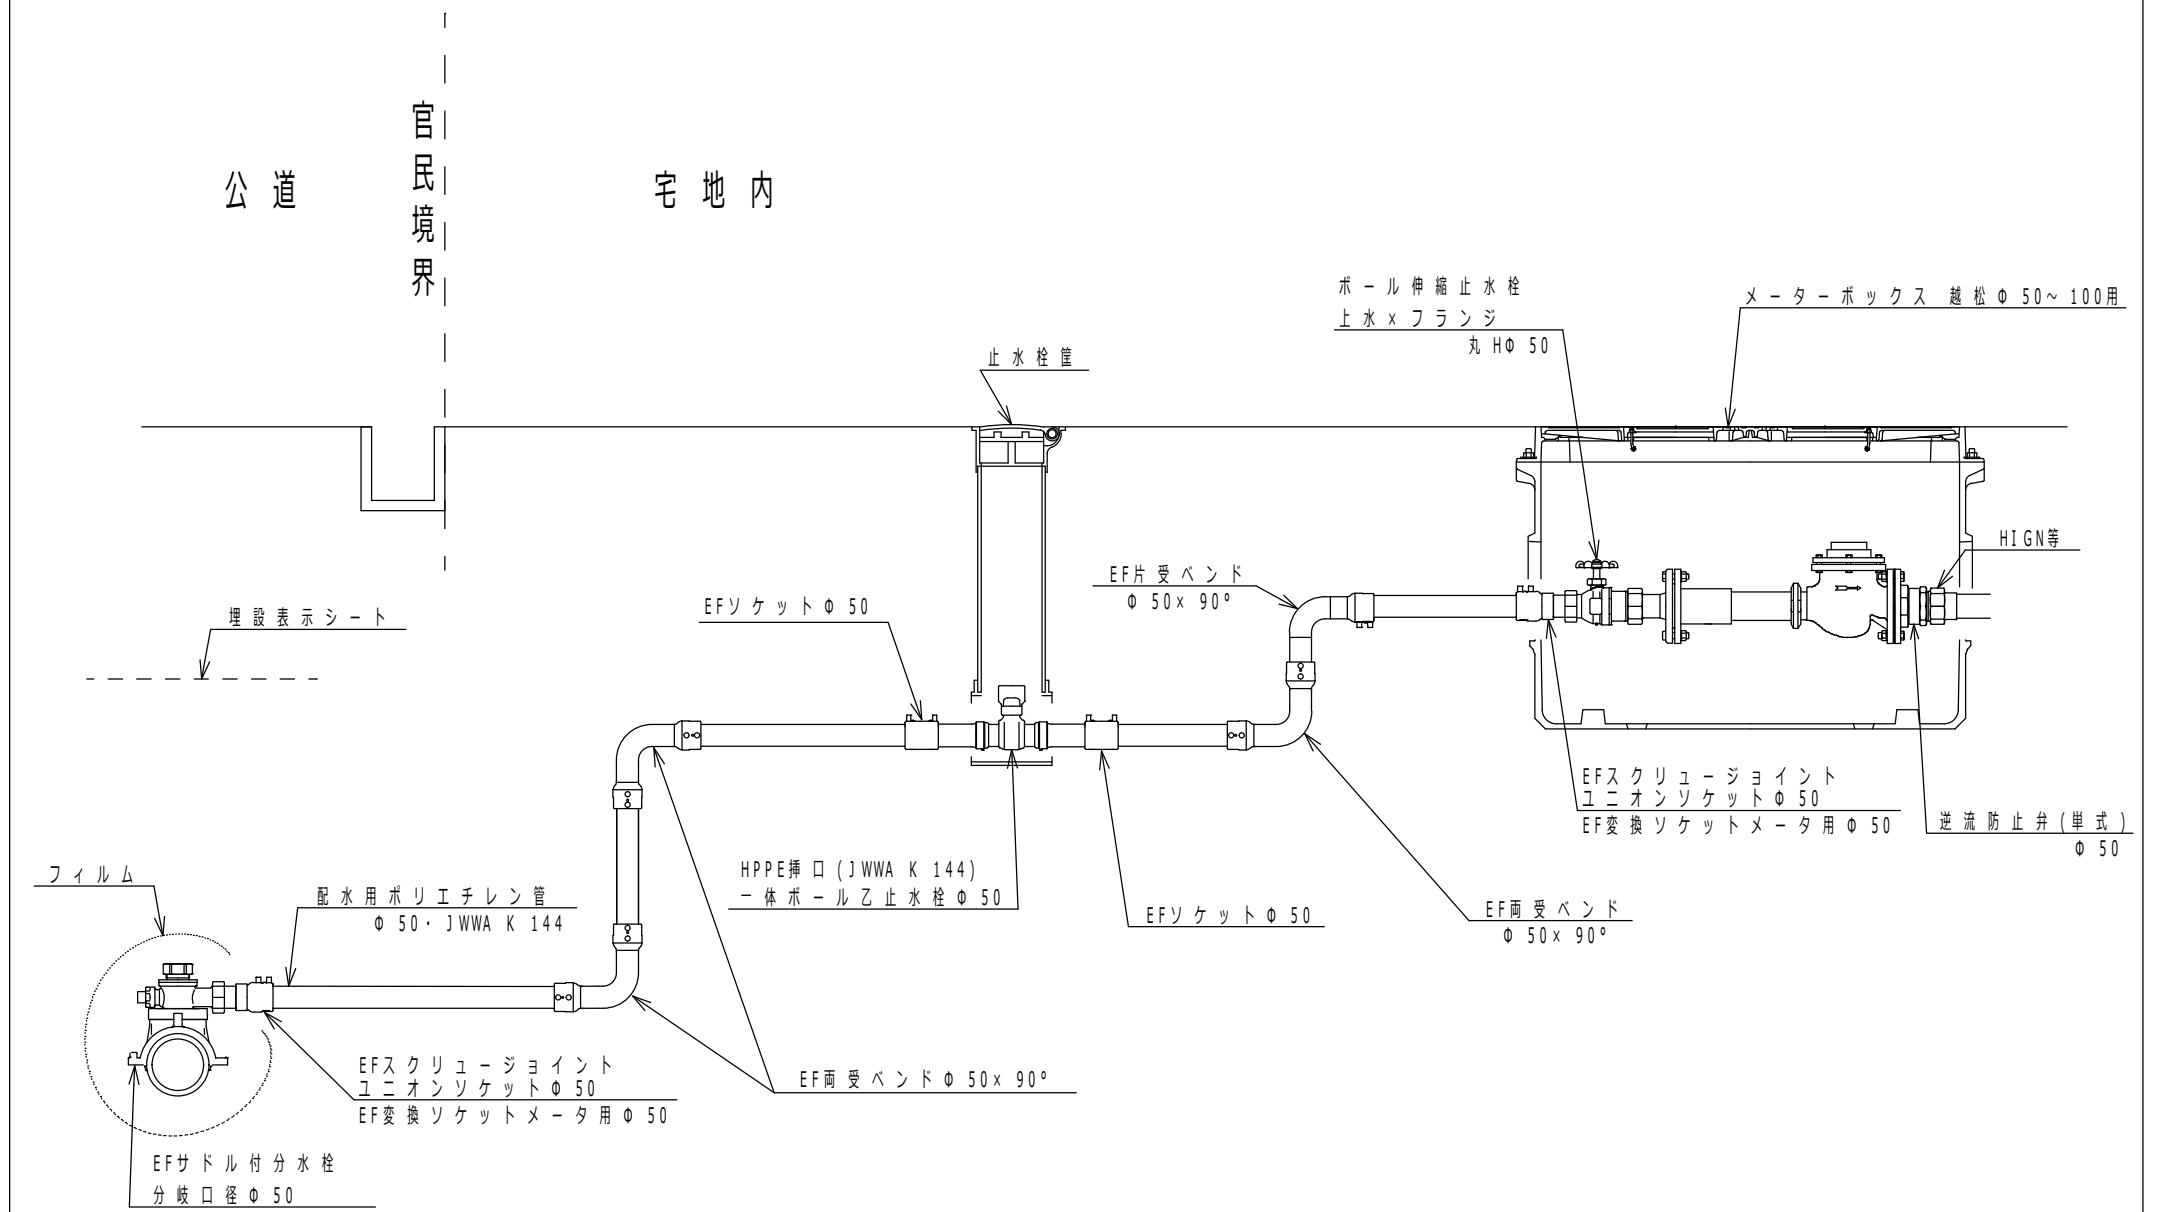 公道
官民境界
宅地内
ボール伸縮止水栓
上水×フランジ
丸HΦ50
メーターボックス 越松Φ50~100用
止水栓筐
HIGN等
EF片受ベンド
Φ50×90°
EFソケットΦ50
埋設表示シート
EFスクリュージョイント
ユニオンソケットΦ50
EF変換ソケットメータ用Φ50
逆流防止弁(単式)
Φ50
フィルム
配水用ポリエチレン管
Φ50・JWWA K 144
HPPE挿口(JWWA K 144)
一体ボール乙止水栓Φ50
EFソケットΦ50
EF両受ベンド
Φ50×90°
EFスクリュージョイント
ユニオンソケットΦ50
EF変換ソケットメータ用Φ50
EF両受ベンドΦ50×90°
EFサドル付分水栓
分岐口径Φ50